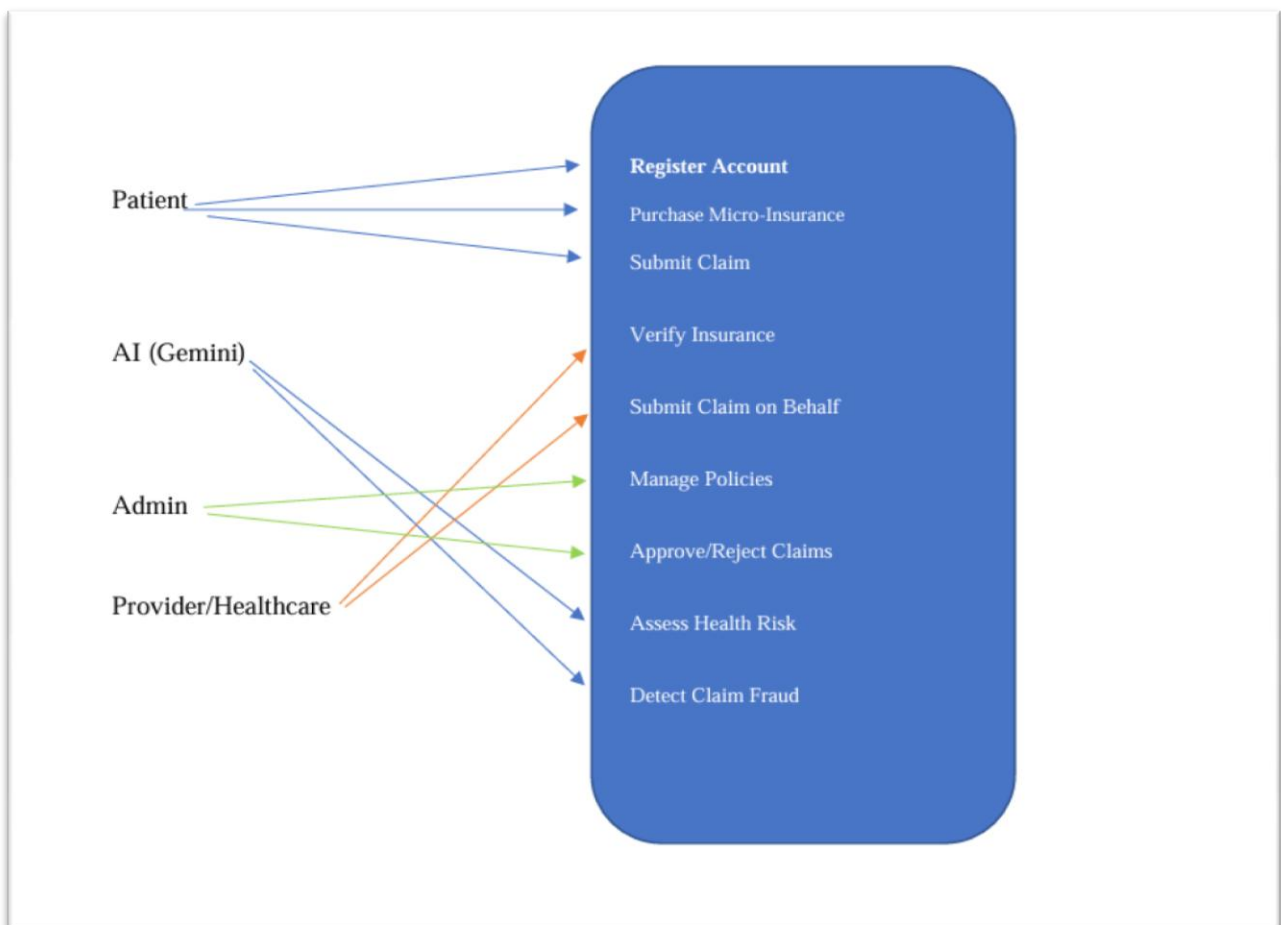 Patient
AI (Gemini)
Admin
Provider/Healthcare
Register Account
Purchase Micro-Insurance
Submit Claim
Verify Insurance
Submit Claim on Behalf
Manage Policies
Approve/Reject Claims
Assess Health Risk
Detect Claim Fraud